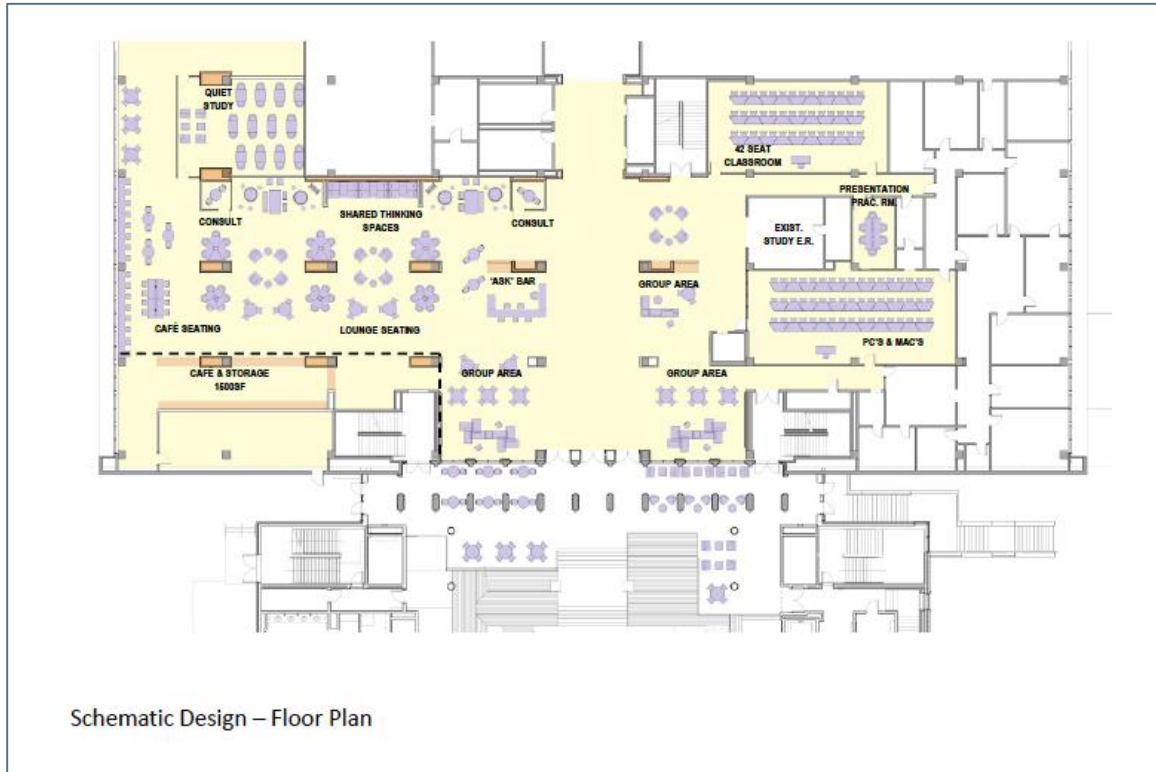 QUIET
STUDY
42 SEAT
CLASSROOM
PRESENTATION
PRAC. RM.
CONSULT
SHARED THINKING
SPACES
CONSULT
EXIST.
STUDY E.R.
'ASK' BAR
GROUP AREA
CAFÉ SEATING
LOUNGE SEATING
PC'S & MAC'S
CAFE & STORAGE
1500SF
GROUP AREA
GROUP AREA
Schematic Design – Floor Plan